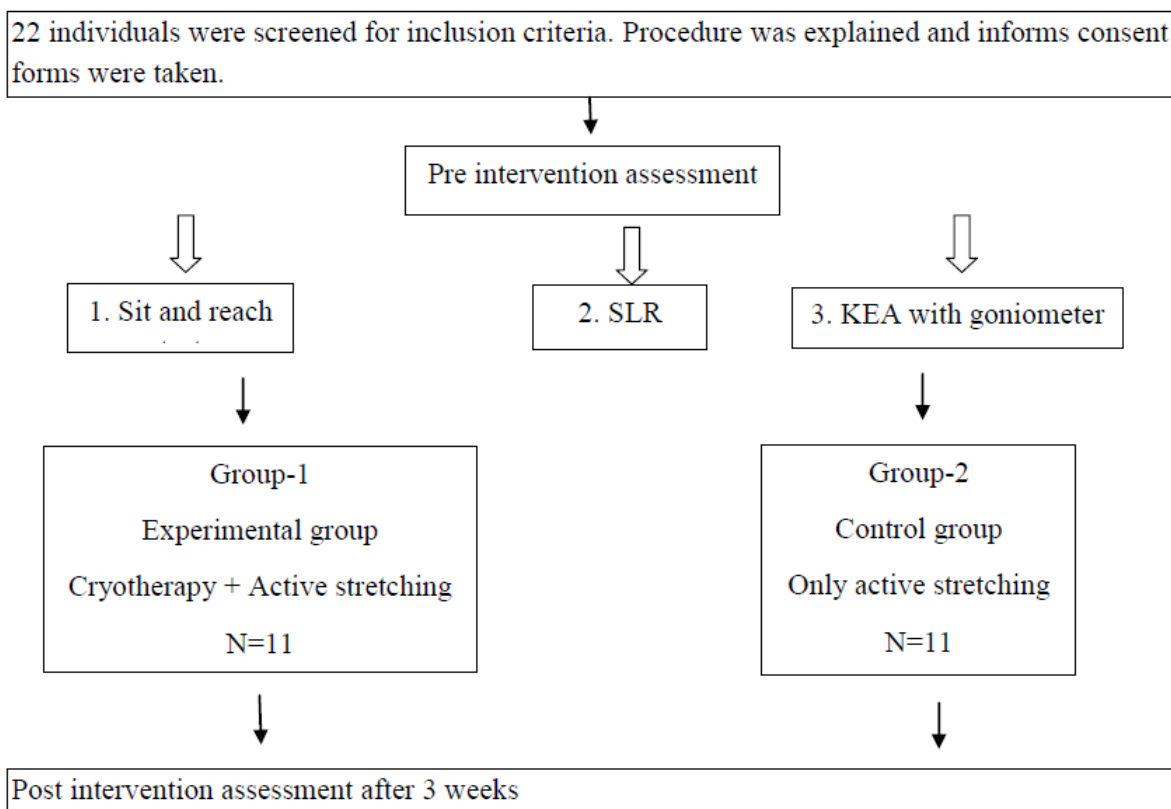 22 individuals were screened for inclusion criteria. Procedure was explained and informs consent
forms were taken.
Pre intervention assessment
1. Sit and reach
2. SLR
3. KEA with goniometer
Group-1
Experimental group
Cryotherapy + Active stretching
N=11
Group-2
Control group
Only active stretching
N=11
Post intervention assessment after 3 weeks